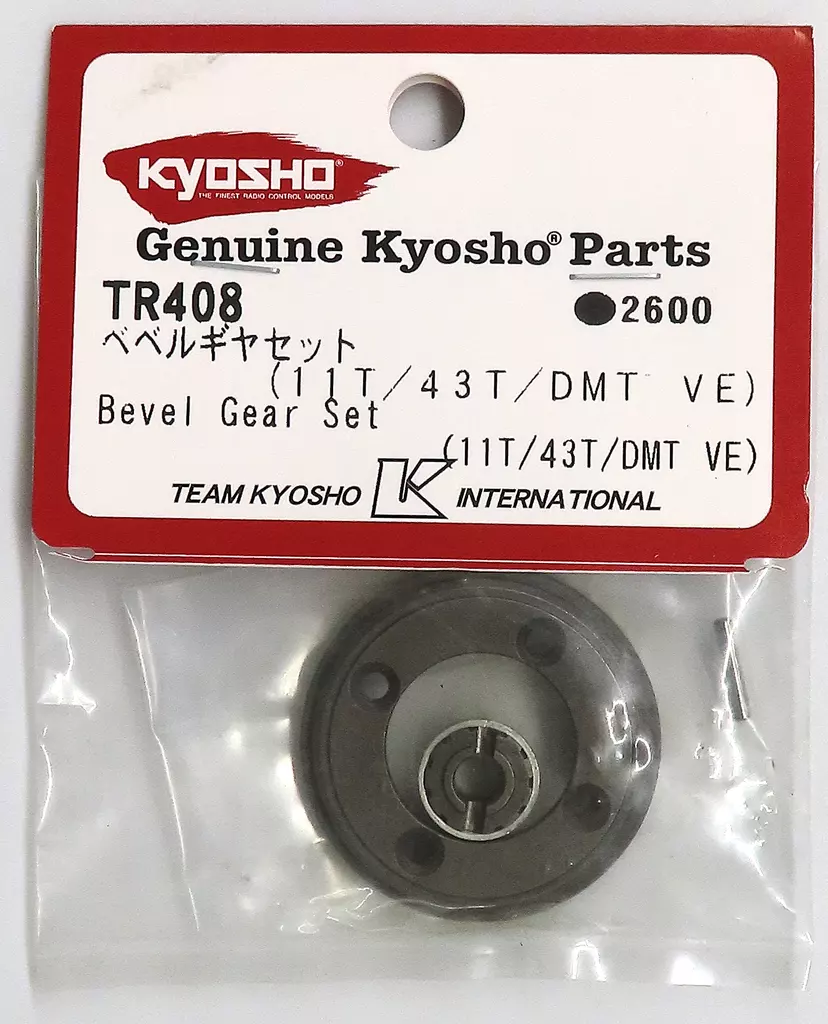 KYOSHO®
THE FINEST RADIO CONTROL MODELS
Genuine Kyosho® Parts
TR408 ●2600
ベベルギヤセット
(11T/43T/DMT VE)
Bevel Gear Set
(11T/43T/DMT VE)
TEAM KYOSHO K INTERNATIONAL